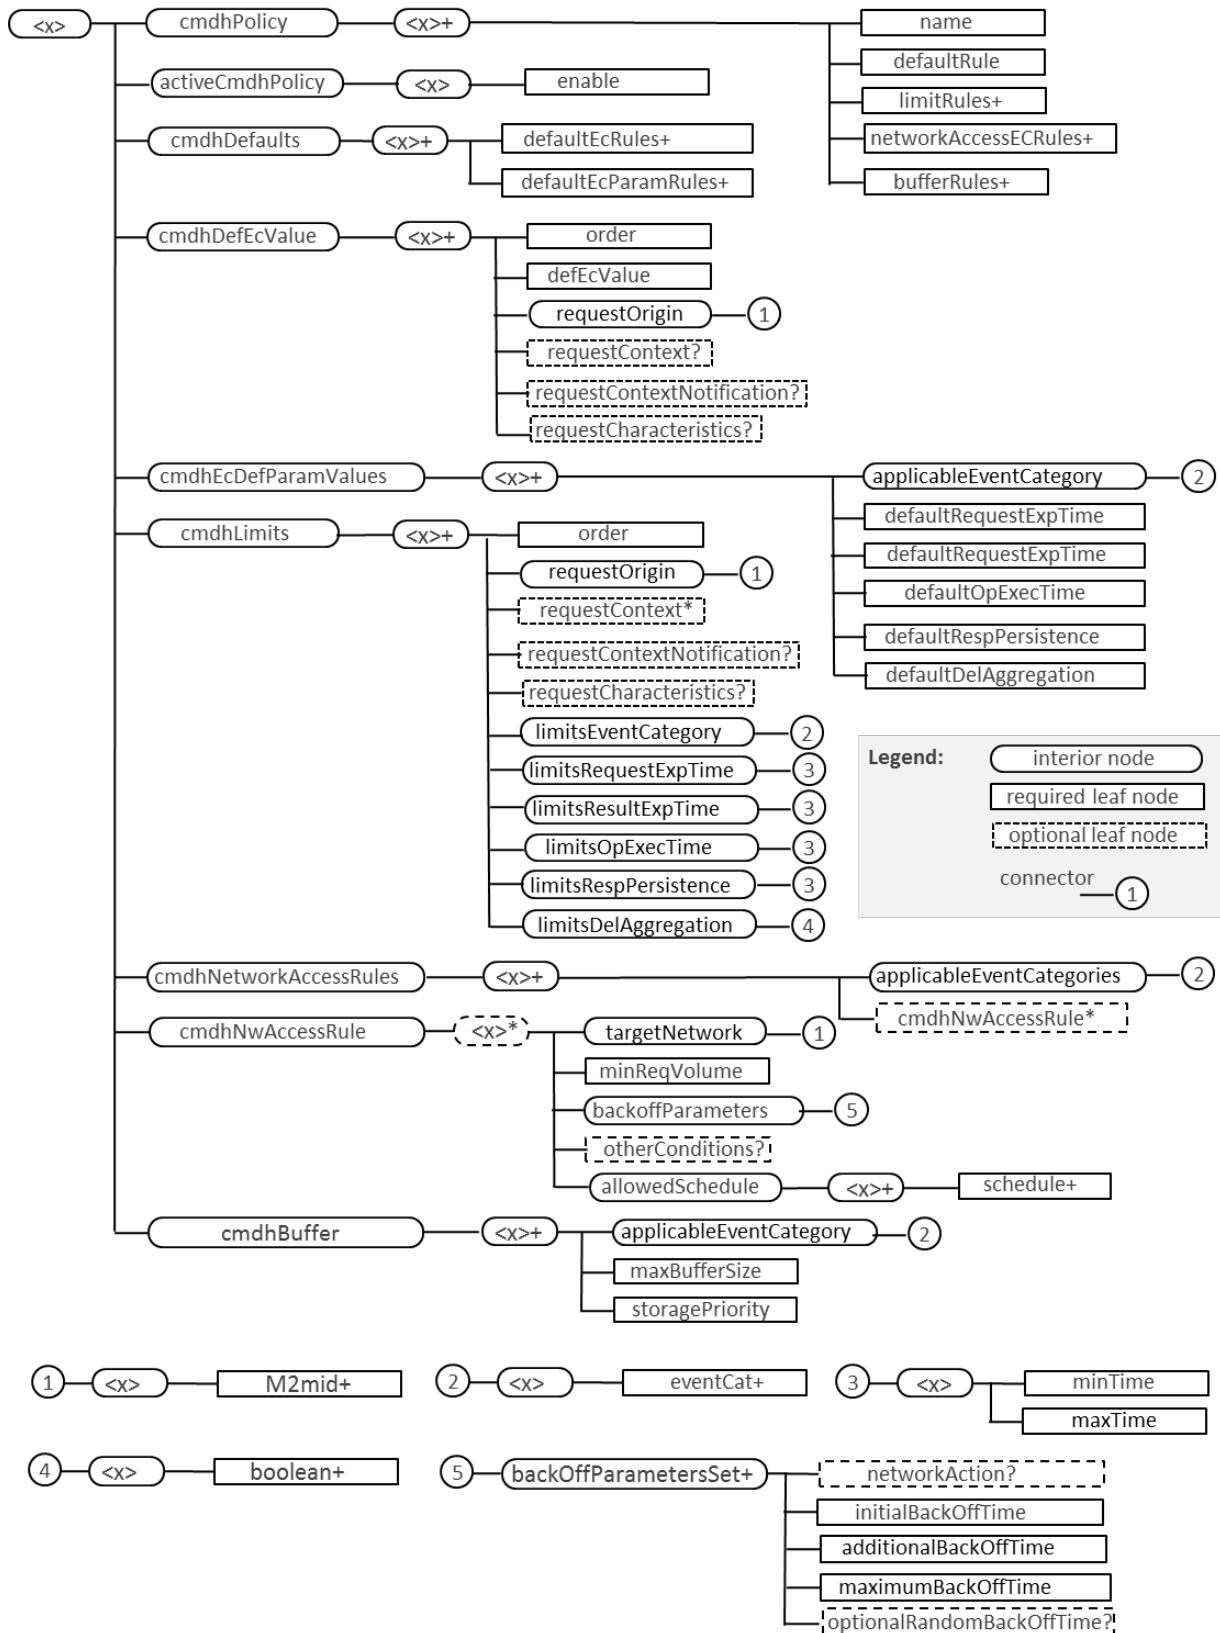 <x>
cmdhPolicy
<x>+
name
defaultRule
limitRules+
networkAccessECRules+
bufferRules+
activeCmdhPolicy
<x>
enable
cmdhDefaults
<x>+
defaultEcRules+
defaultEcParamRules+
cmdhDefEcValue
<x>+
order
defEcValue
requestOrigin
1
requestContext?
requestContextNotification?
requestCharacteristics?
cmdhEcDefParamValues
<x>+
applicableEventCategory
2
defaultRequestExpTime
defaultRequestExpTime
defaultOpExecTime
defaultRespPersistence
defaultDelAggregation
cmdhLimits
<x>+
order
requestOrigin
1
requestContext*
requestContextNotification?
requestCharacteristics?
limitsEventCategory
2
limitsRequestExpTime
3
limitsResultExpTime
3
limitsOpExecTime
3
limitsRespPersistence
3
limitsDelAggregation
4
Legend:
interior node
required leaf node
optional leaf node
connector
1
cmdhNetworkAccessRules
<x>+
applicableEventCategories
2
cmdhNwAccessRule*
cmdhNwAccessRule
<x>*
targetNetwork
1
minReqVolume
backoffParameters
5
otherConditions?
allowedSchedule
<x>+
schedule+
cmdhBuffer
<x>+
applicableEventCategory
2
maxBufferSize
storagePriority
1
<x>
M2mid+
2
<x>
eventCat+
3
<x>
minTime
maxTime
4
<x>
boolean+
5
backOffParametersSet+
networkAction?
initialBackOffTime
additionalBackOffTime
maximumBackOffTime
optionalRandomBackOffTime?